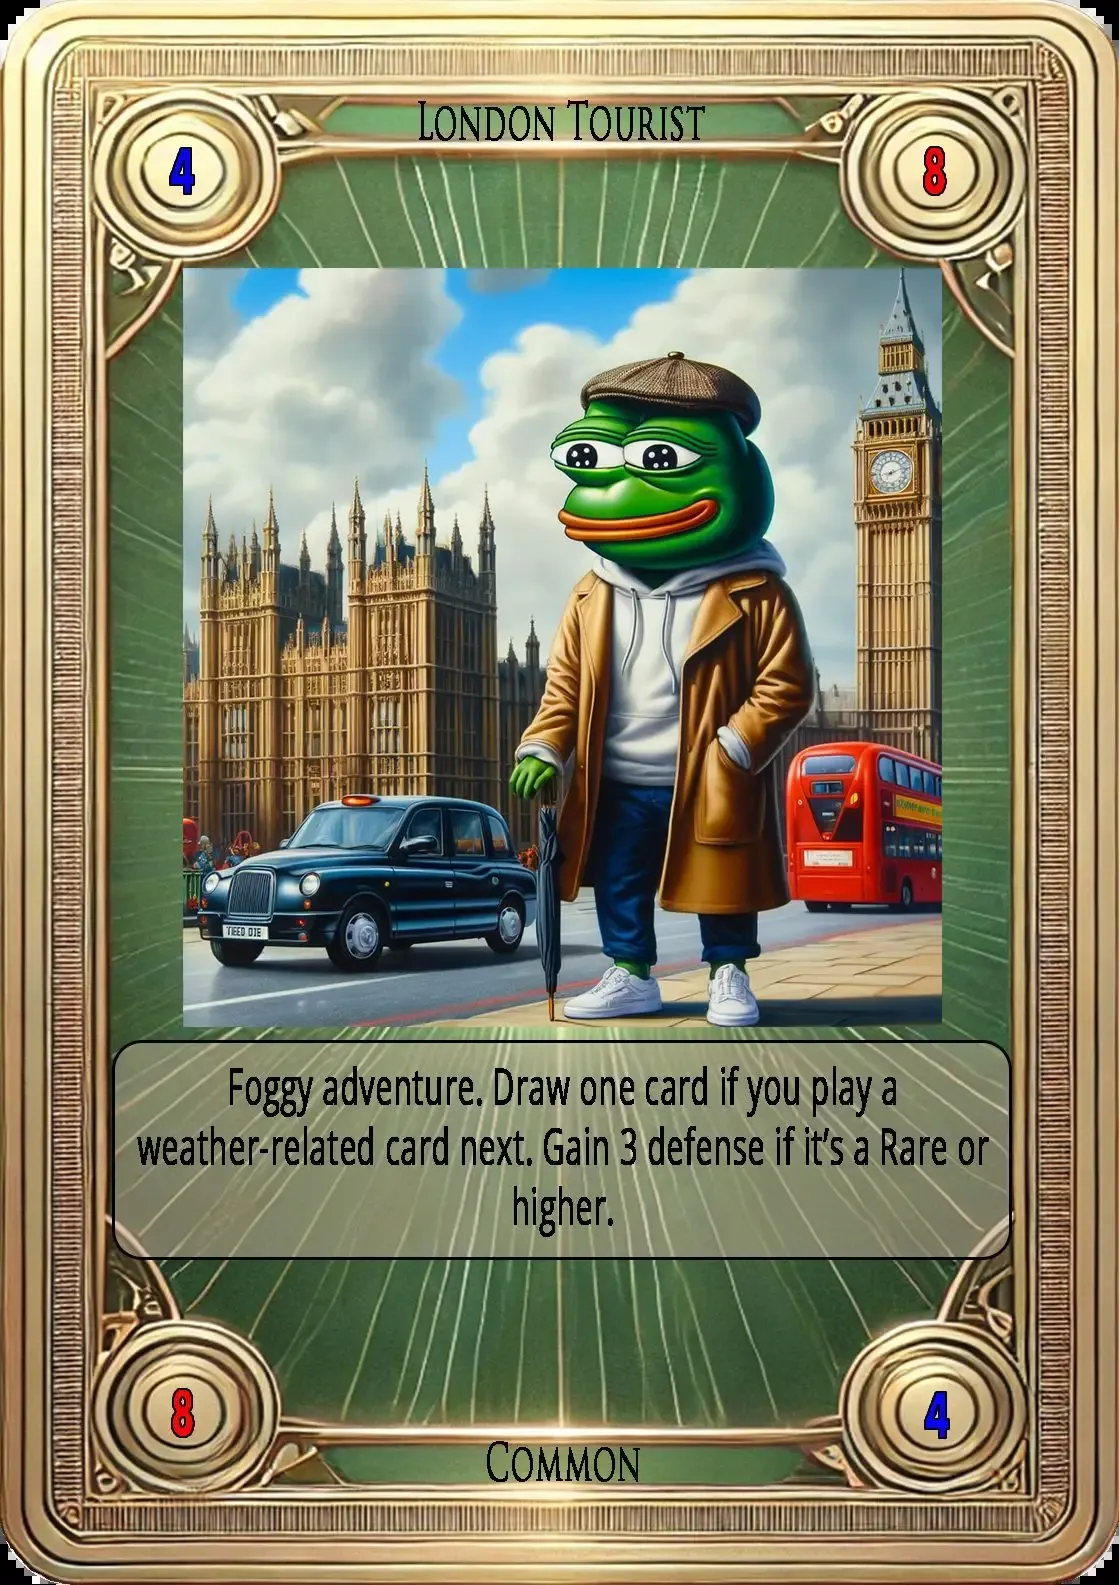 London Tourist
4
8
Foggy adventure. Draw one card if you play a
weather-related card next. Gain 3 defense if it's a Rare or
higher.
8
4
Common